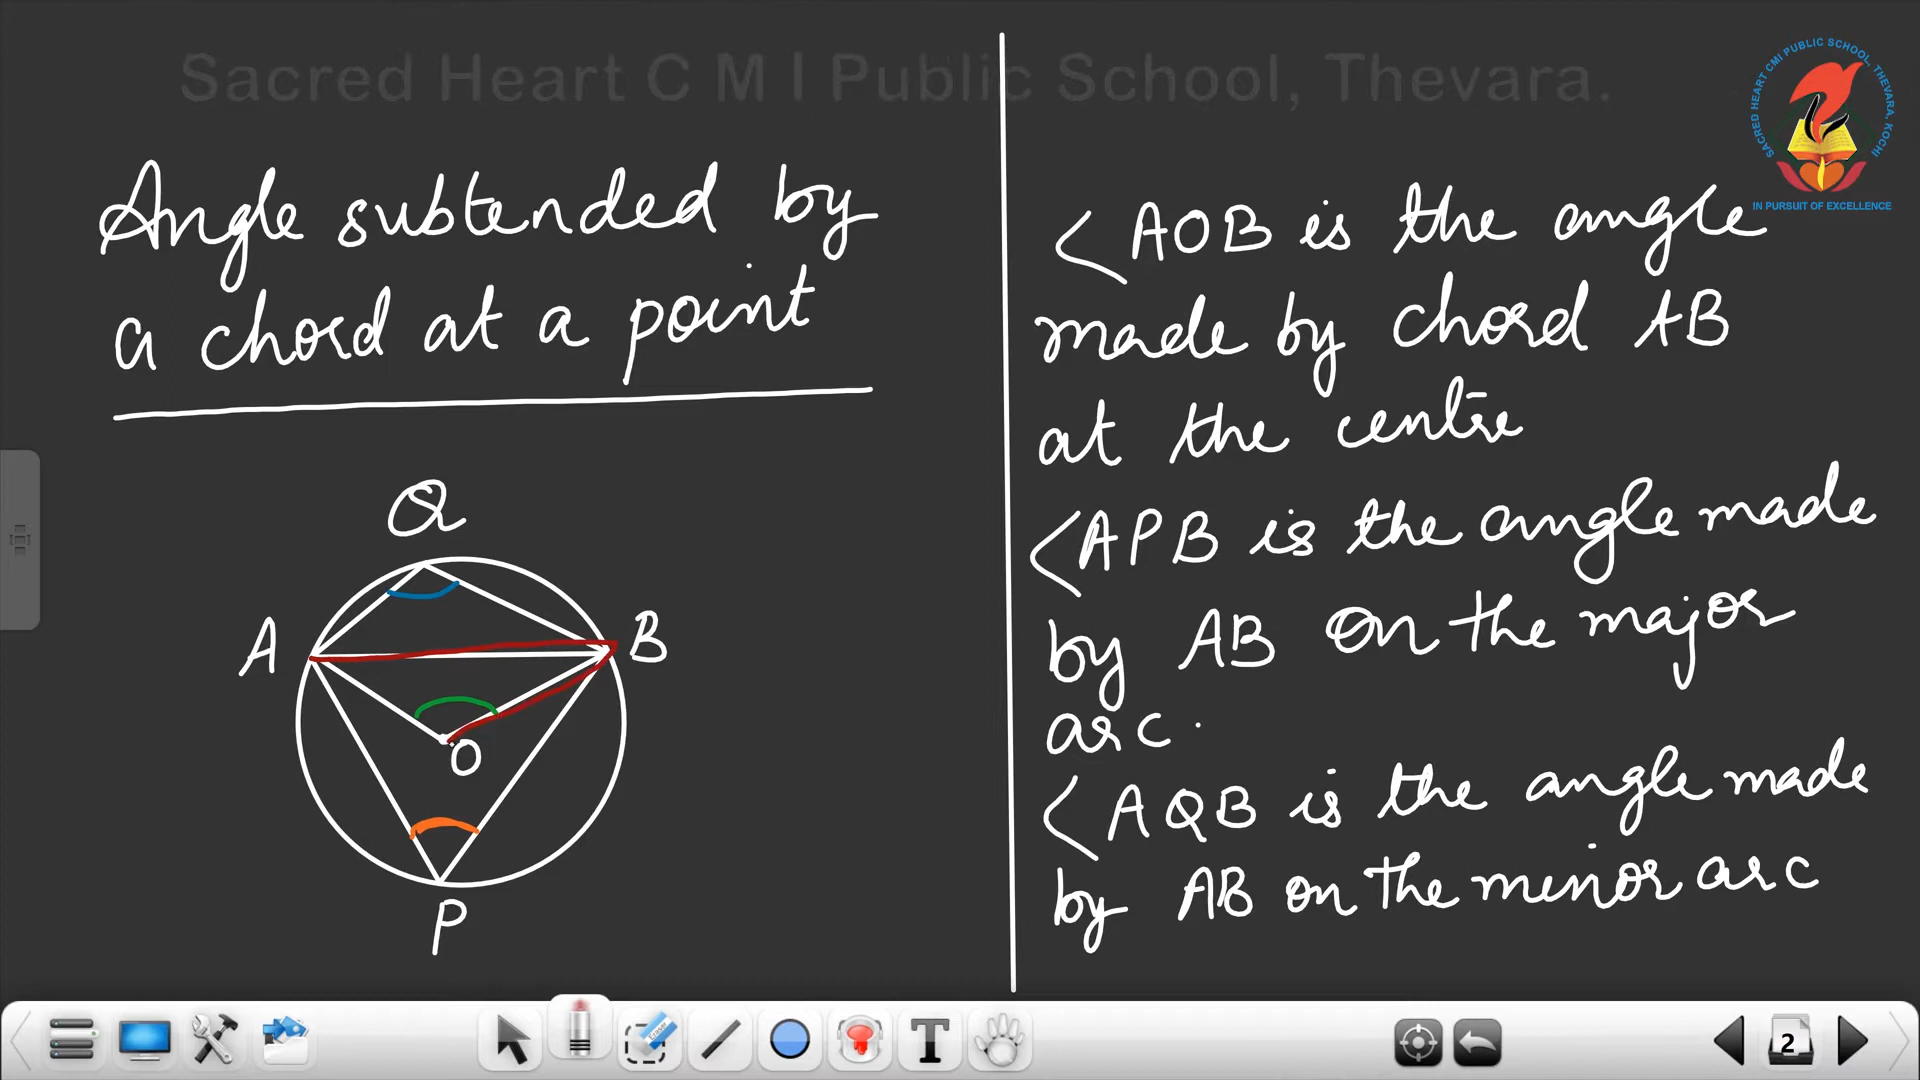 Sacred Heart C M I Public School, Thevara.
SACRED HEART CMI PUBLIC SCHOOL, THEVARA, KOCHI
IN PURSUIT OF EXCELLENCE
Angle subtended by
a chord at a point
Q
A
B
O
P
<AOB is the angle
made by chord AB
at the centre
<APB is the angle made
by AB on the major
arc.
<AQB is the angle made
by AB on the minor arc
Eraser
T
2